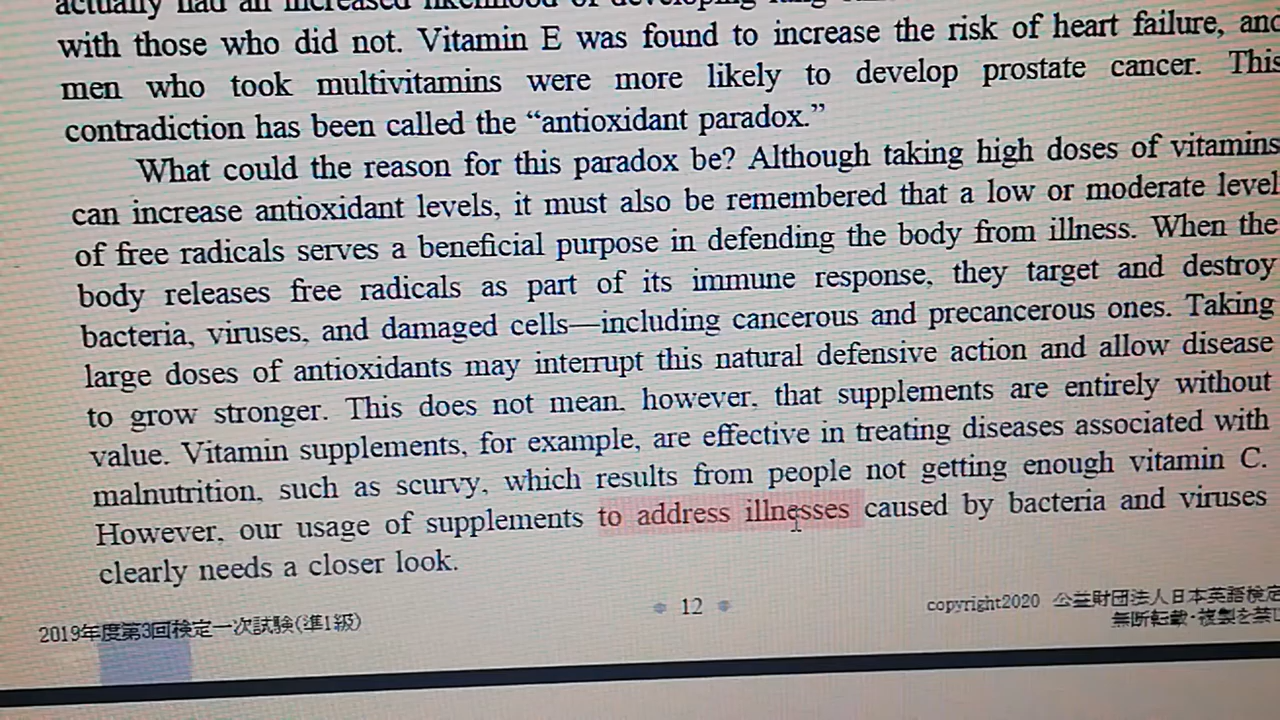 actually had an increased likelihood of developing lung
with those who did not. Vitamin E was found to increase the risk of heart failure, and
men who took multivitamins were more likely to develop prostate cancer. This
contradiction has been called the “antioxidant paradox.”
What could the reason for this paradox be? Although taking high doses of vitamins
can increase antioxidant levels, it must also be remembered that a low or moderate level
of free radicals serves a beneficial purpose in defending the body from illness. When the
body releases free radicals as part of its immune response, they target and destroy
bacteria, viruses, and damaged cells—including cancerous and precancerous ones. Taking
large doses of antioxidants may interrupt this natural defensive action and allow disease
to grow stronger. This does not mean, however, that supplements are entirely without
value. Vitamin supplements, for example, are effective in treating diseases associated with
malnutrition, such as scurvy, which results from people not getting enough vitamin C.
However, our usage of supplements to address illnesses caused by bacteria and viruses
clearly needs a closer look.
12
2019年度第3回検定一次試験(準1級)
copyright2020 公益財団法人日本英語検定
無断転載・複製を禁じ